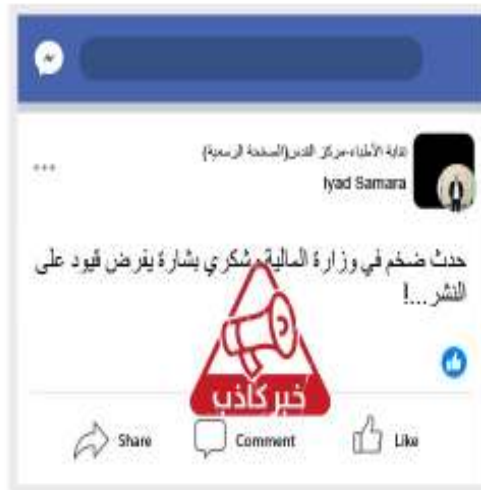 نقابة الأطباء-مركز القدس(الصفحة الرسمية)
Iyad Samara
حدث ضخم في وزارة المالية، شكري بشارة يفرض قيود على
النشر...!
خبر كاذب
Share Comment Like